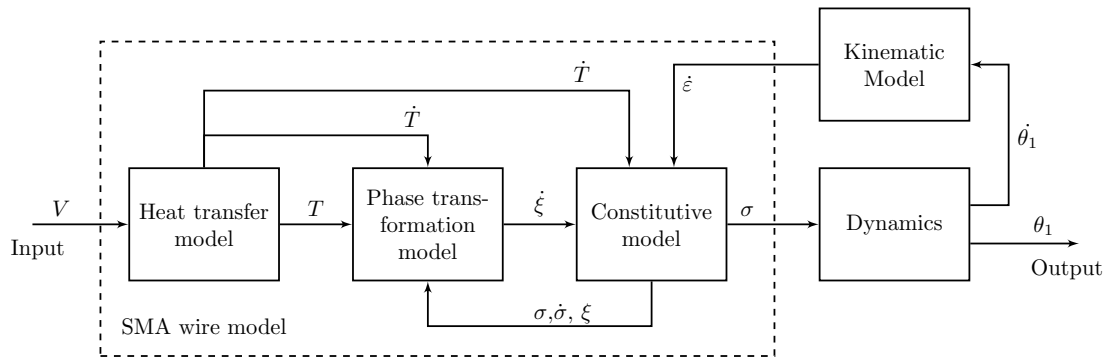 Kinematic
Model
Ṫ
ε̇
Ṫ
θ̇₁
V
Input
Heat transfer
model
T
Phase trans-
formation
model
ξ̇
Constitutive
model
σ
Dynamics
θ₁
Output
σ,σ̇, ξ
SMA wire model